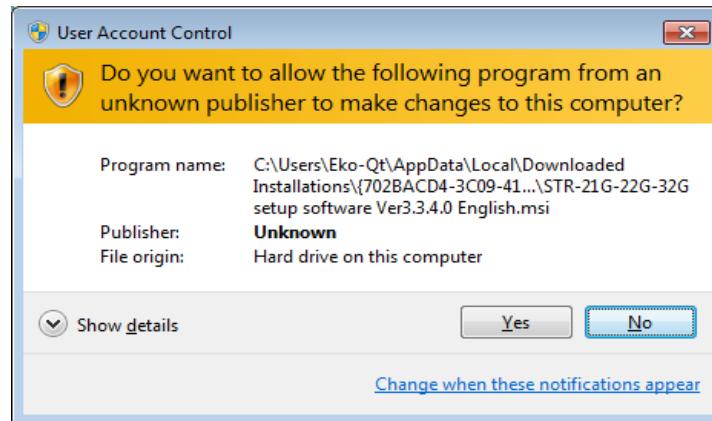 User Account Control
Do you want to allow the following program from an
unknown publisher to make changes to this computer?
Program name: C:\Users\Eko-Qt\AppData\Local\Downloaded
Installations\{702BACD4-3C09-41...\STR-21G-22G-32G
setup software Ver3.3.4.0 English.msi
Publisher: Unknown
File origin: Hard drive on this computer
Show details Yes No
Change when these notifications appear